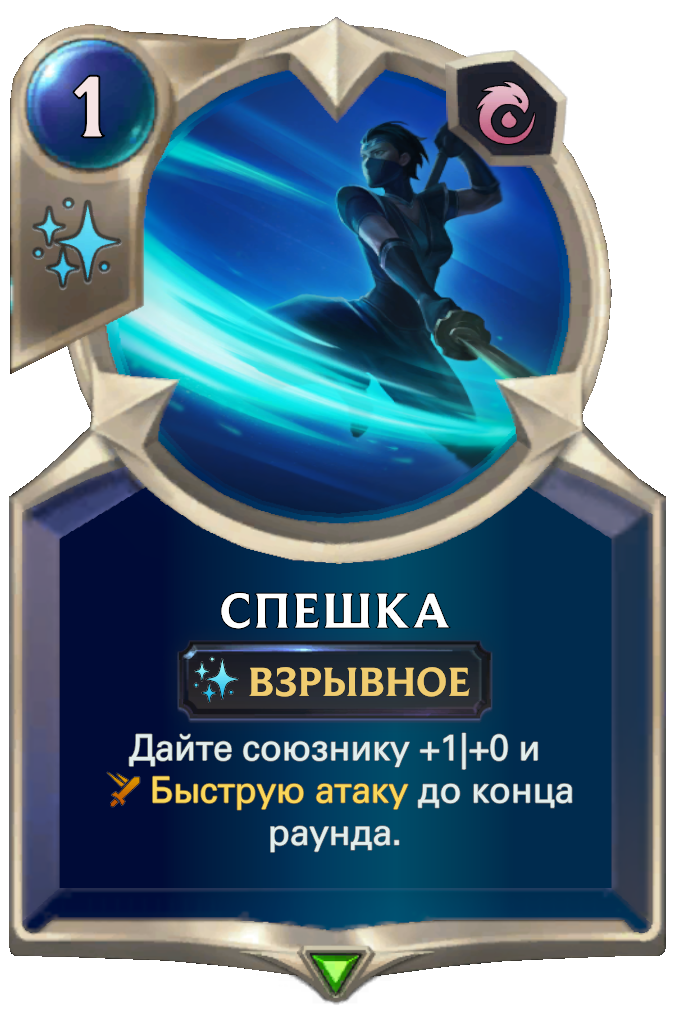 1
СПЕШКА
ВЗРЫВНОЕ
Дайте союзнику +1|+0 и
Быструю атаку до конца
раунда.